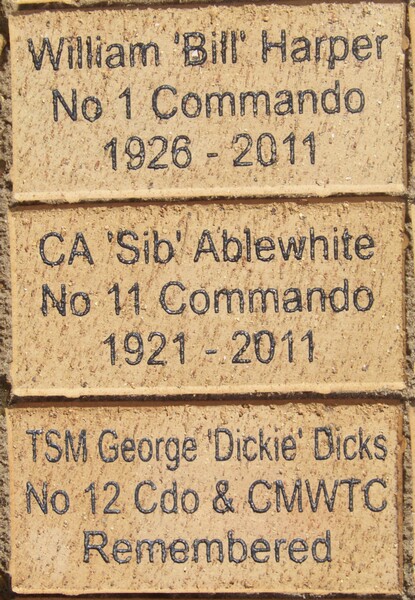 William 'Bill' Harper
No 1 Commando
1926 - 2011
CA 'Sib' Ablewhite
No 11 Commando
1921 - 2011
TSM George 'Dickie' Dicks
No 12 Cdo & CMWTC
Remembered